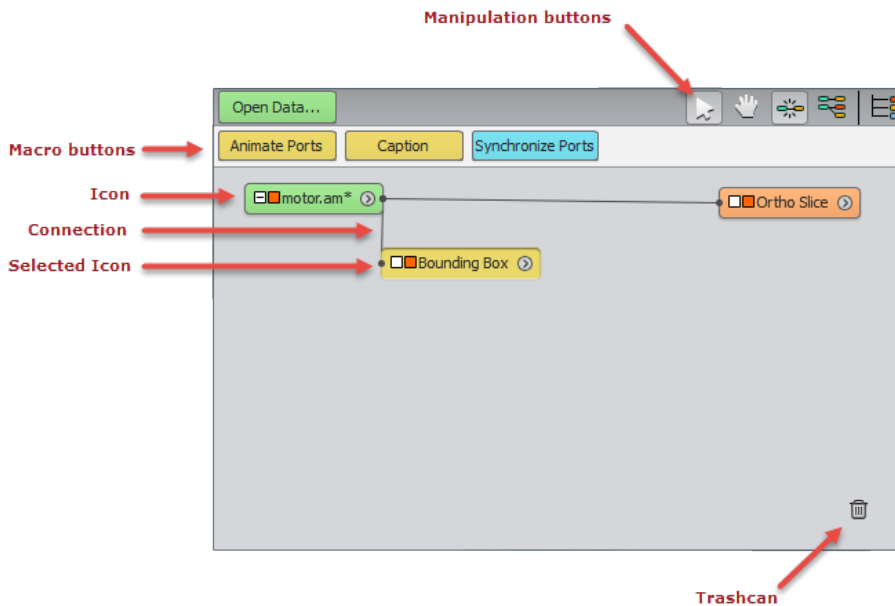 Manipulation buttons
Open Data...
Macro buttons
Animate Ports
Caption
Synchronize Ports
Icon
motor.am*
Ortho Slice
Connection
Selected Icon
Bounding Box
Trashcan